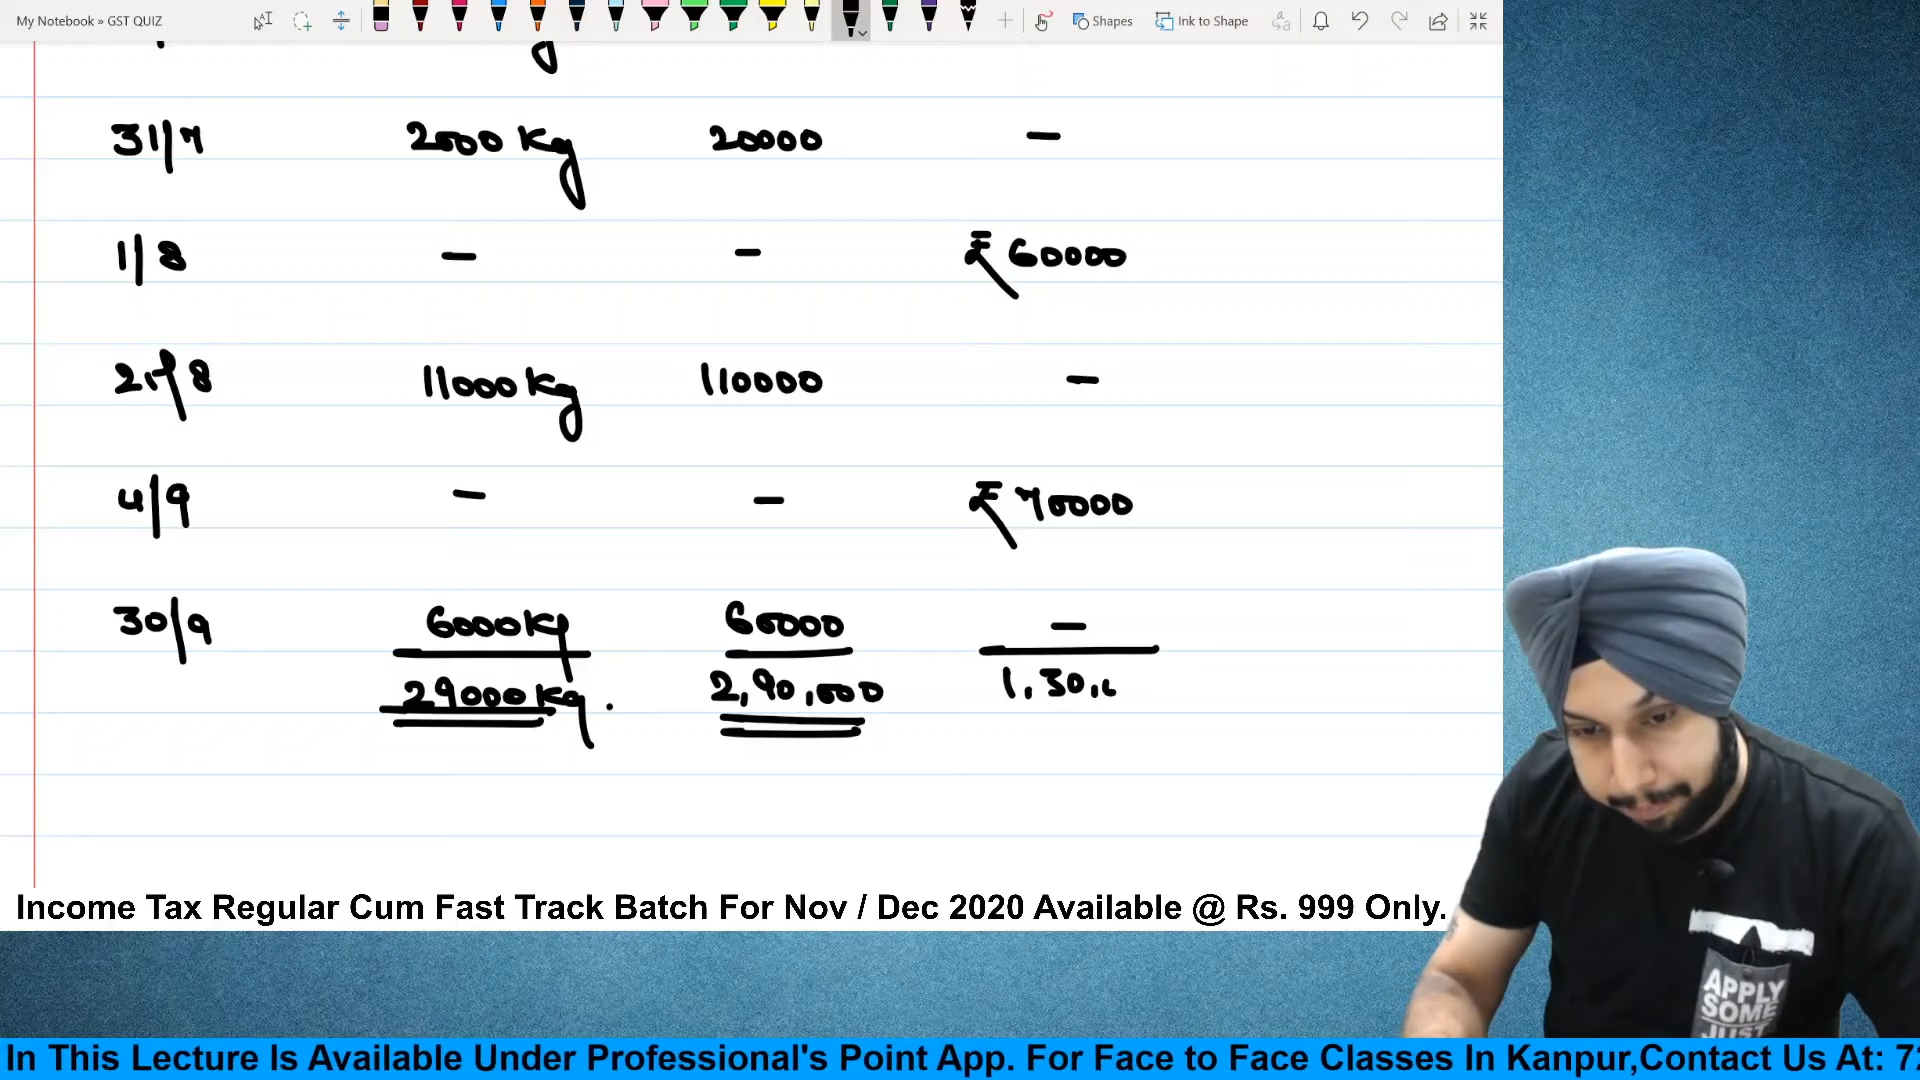 My Notebook » GST QUIZ
Shapes
Ink to Shape
31/7 2000 Kg 20000 —
1/8 — — ₹60000
21/8 11000 Kg 110000 —
4/9 — — ₹70000
30/9 6000 Kg 60000 —
29000 Kg. 2,90,000 1,30,
Income Tax Regular Cum Fast Track Batch For Nov / Dec 2020 Available @ Rs. 999 Only.
APPLY
SOME
JUST
In This Lecture Is Available Under Professional's Point App. For Face to Face Classes In Kanpur,Contact Us At: 7